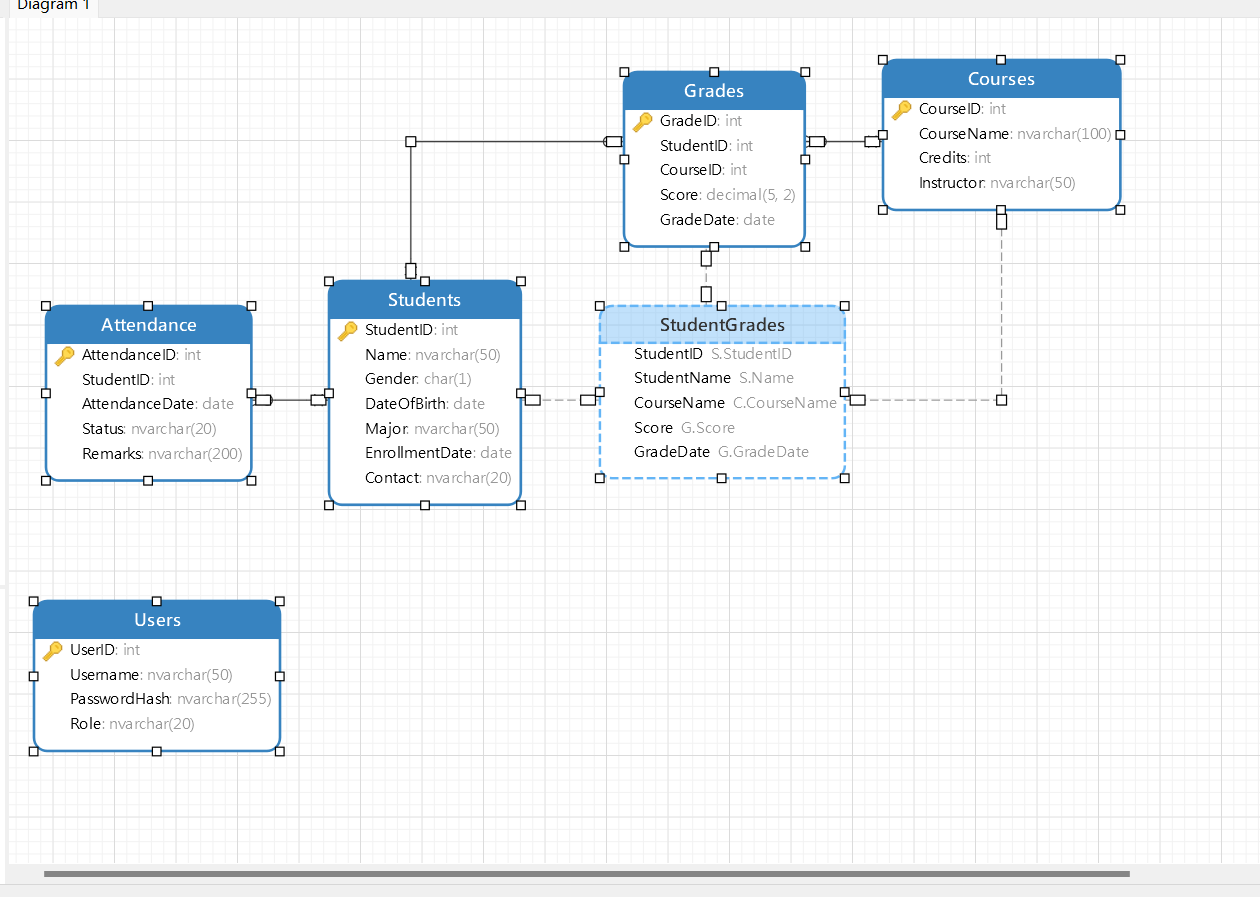 Diagram 1
Grades
GradeID: int
StudentID: int
CourseID: int
Score: decimal(5, 2)
GradeDate: date
Courses
CourseID: int
CourseName: nvarchar(100)
Credits: int
Instructor: nvarchar(50)
Attendance
AttendanceID: int
StudentID: int
AttendanceDate: date
Status: nvarchar(20)
Remarks: nvarchar(200)
Students
StudentID: int
Name: nvarchar(50)
Gender: char(1)
DateOfBirth: date
Major: nvarchar(50)
EnrollmentDate: date
Contact: nvarchar(20)
StudentGrades
StudentID S.StudentID
StudentName S.Name
CourseName C.CourseName
Score G.Score
GradeDate G.GradeDate
Users
UserID: int
Username: nvarchar(50)
PasswordHash: nvarchar(255)
Role: nvarchar(20)